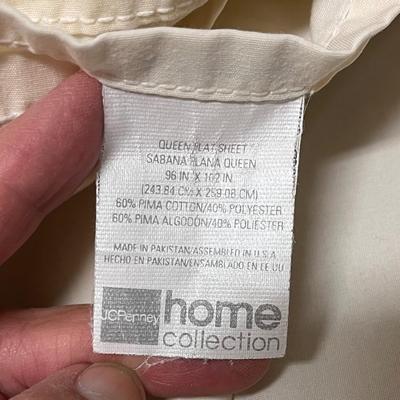 QUEEN FLAT SHEET
SABANA PLANA QUEEN
96 IN X 102 IN
(243.84 CM X 259.08 CM)
60% PIMA COTTON/40% POLYESTER
60% PIMA ALGODÓN/40% POLIÉSTER
MADE IN PAKISTAN/ASSEMBLED IN U.S.A
HECHO EN PAKISTAN/ENSAMBLADO EN EE UU
JCPenney
home
collection